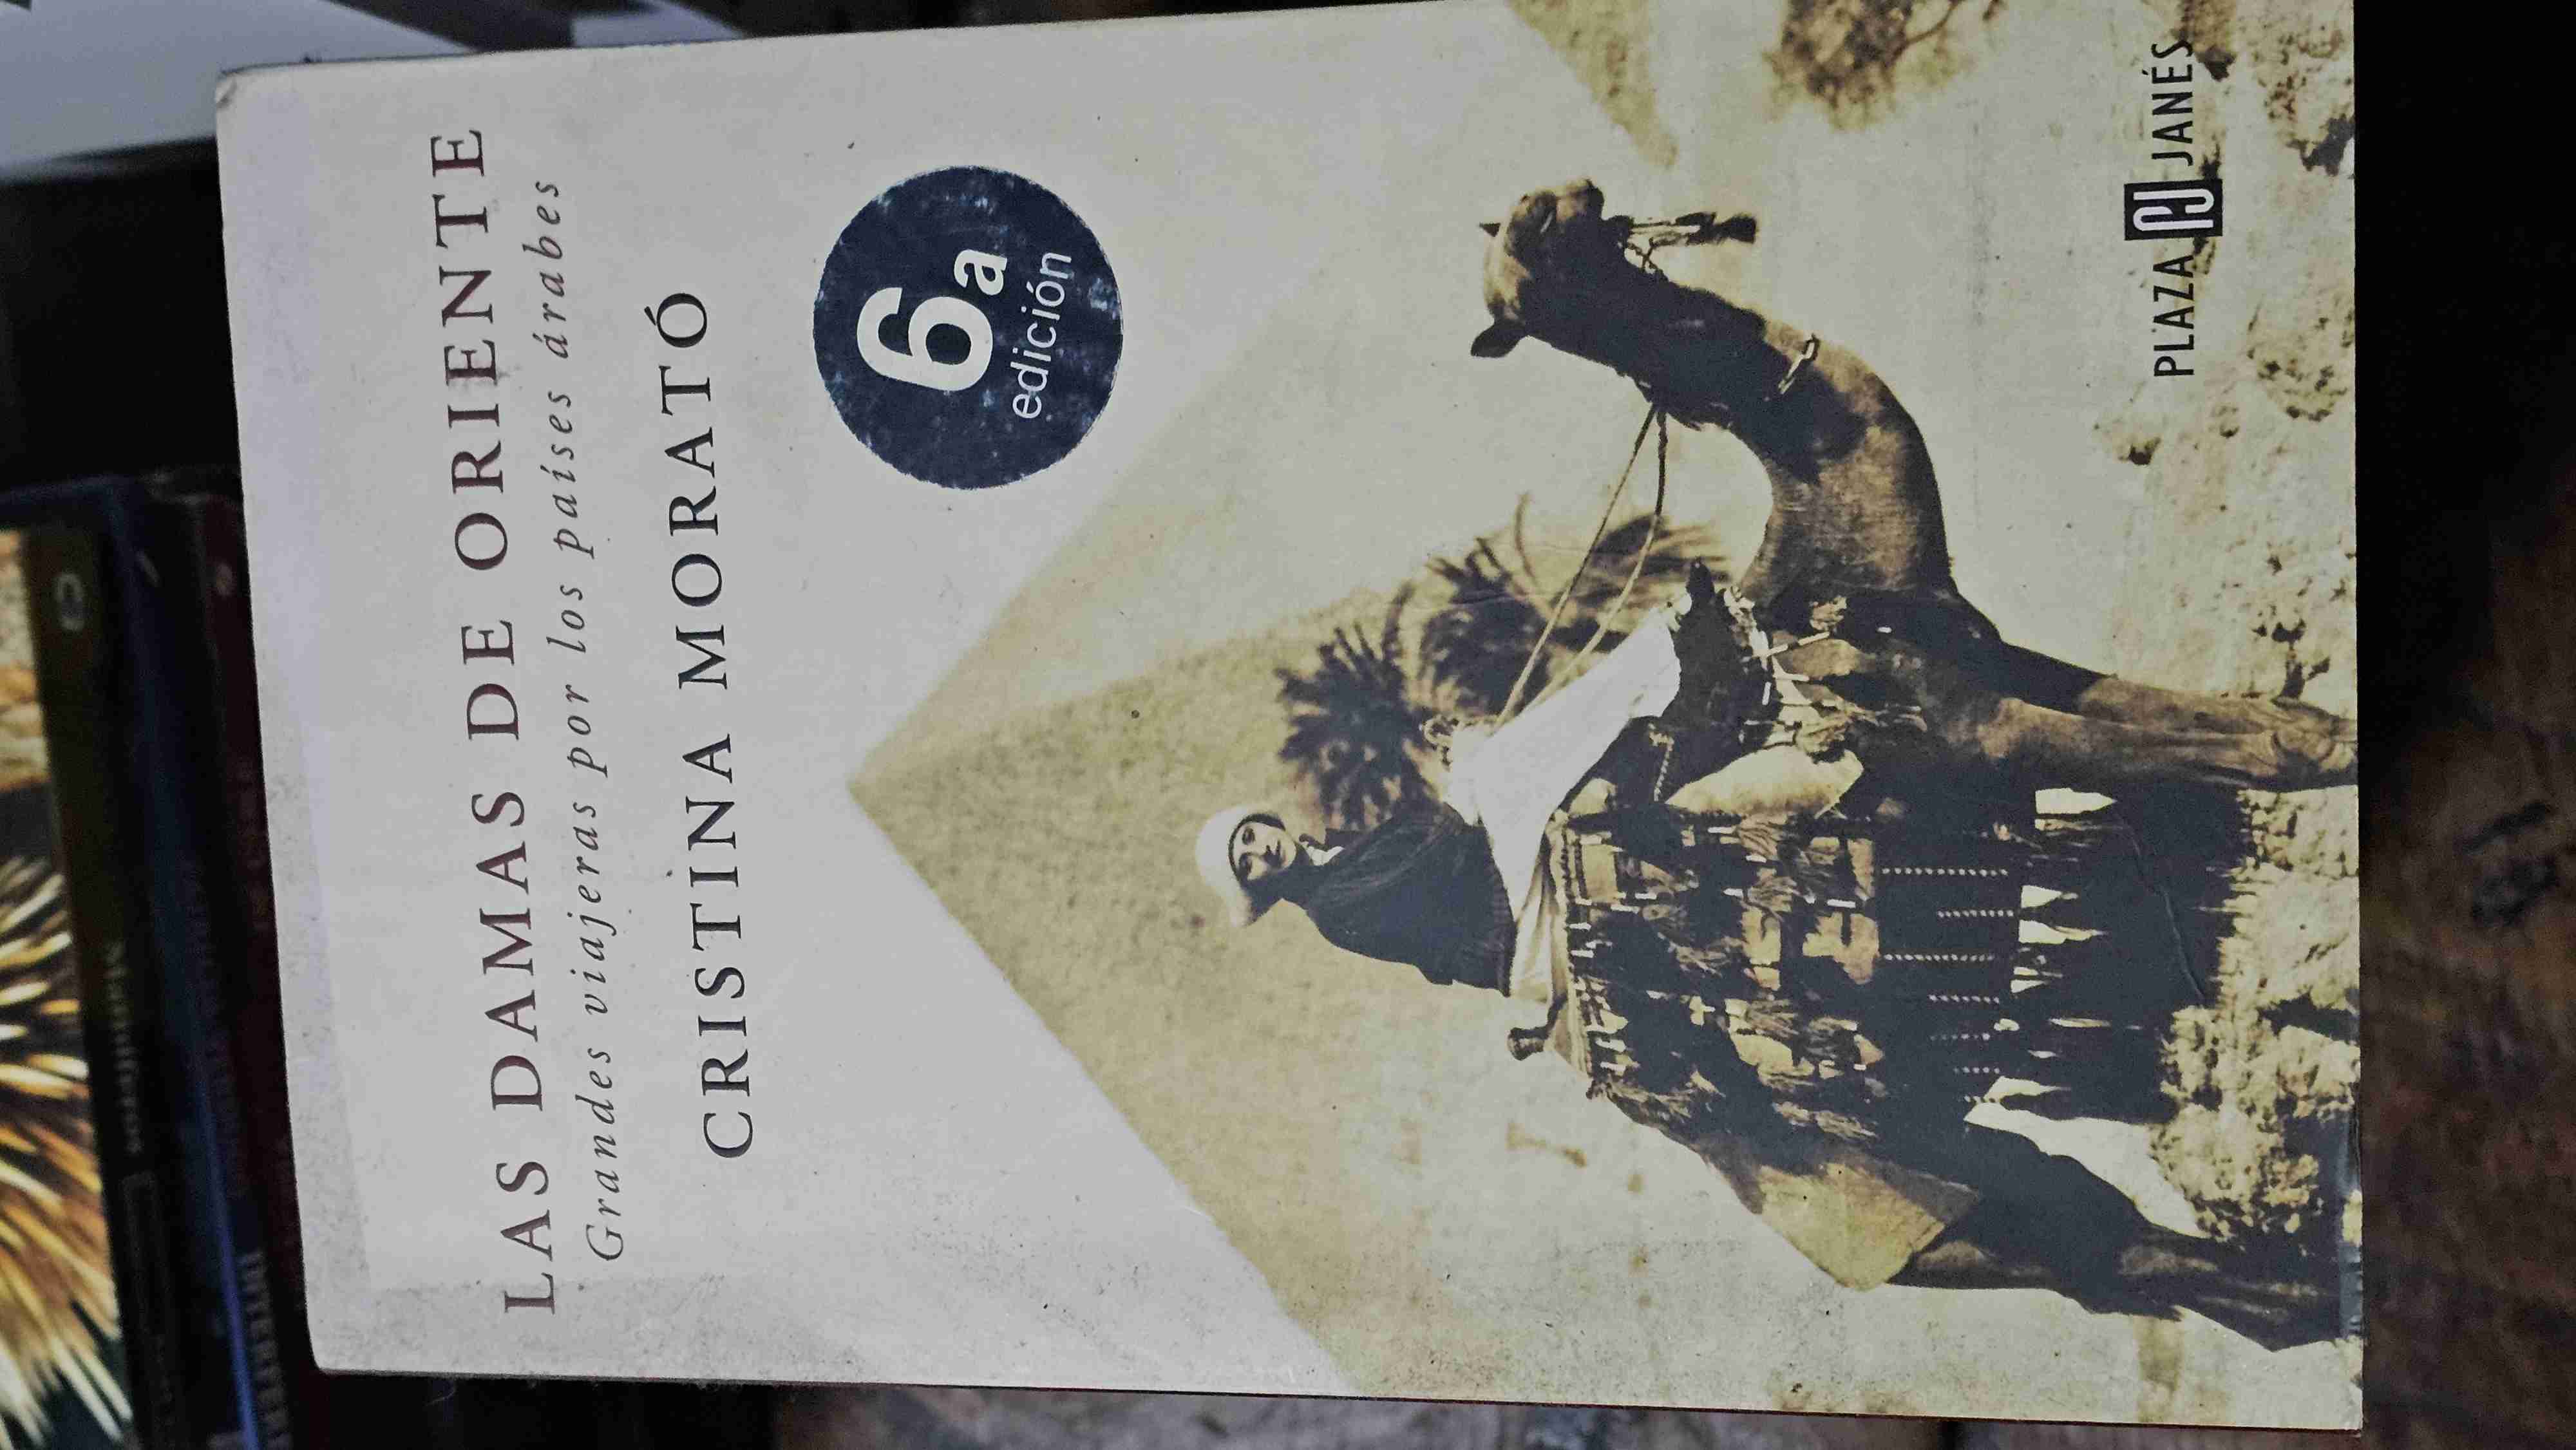 LAS DAMAS DE ORIENTE
Grandes viajeras por los países árabes
CRISTINA MORATÓ
6a
edición
PLAZA PJ JANÉS